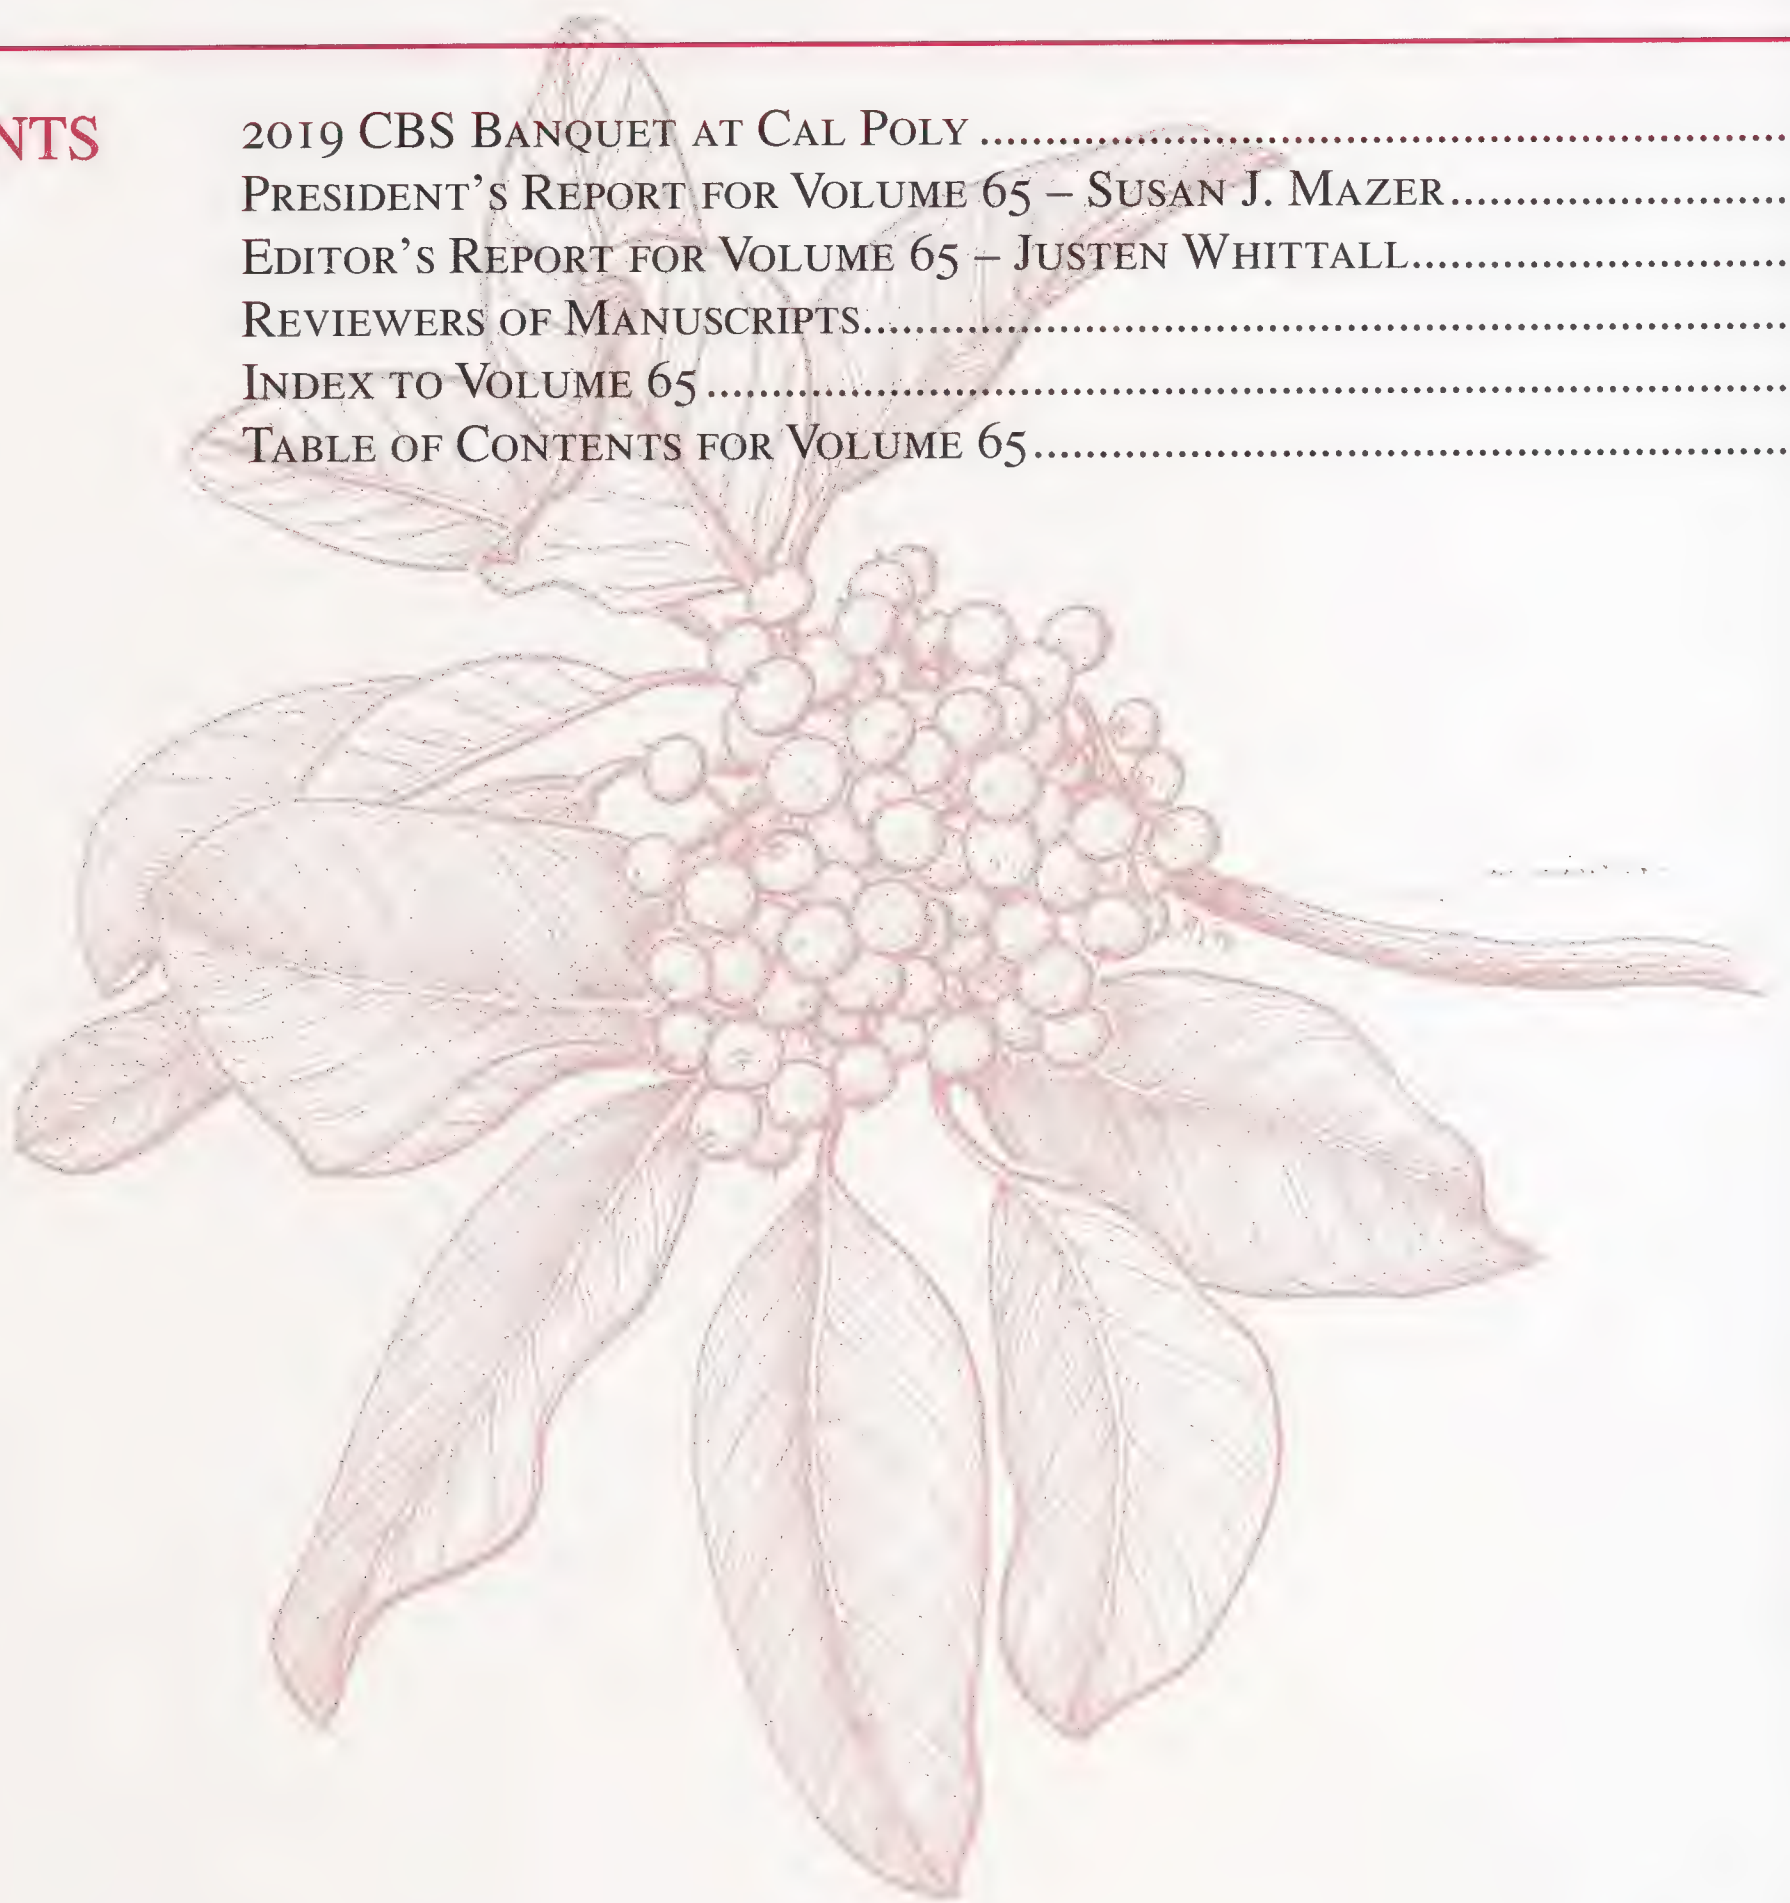 NTS
2019 CBS BANQUET AT CAL POLY ........................................................................
PRESIDENT'S REPORT FOR VOLUME 65 – SUSAN J. MAZER..............................
EDITOR'S REPORT FOR VOLUME 65 – JUSTEN WHITTALL.................................
REVIEWERS OF MANUSCRIPTS....................................................................................
INDEX TO VOLUME 65 .................................................................................................
TABLE OF CONTENTS FOR VOLUME 65....................................................................